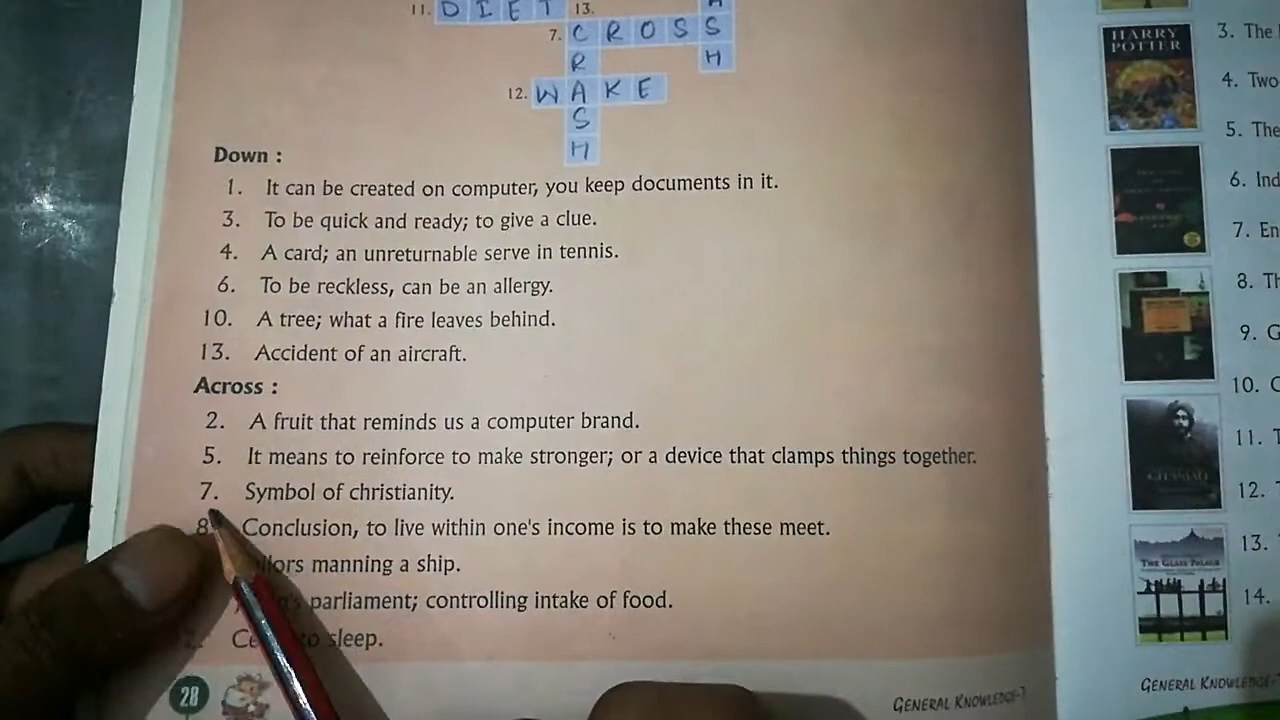 11. DIET 13.
H
7. CROSS
R H
12. WAKE
S
H
Down :
1. It can be created on computer, you keep documents in it.
3. To be quick and ready; to give a clue.
4. A card; an unreturnable serve in tennis.
6. To be reckless, can be an allergy.
10. A tree; what a fire leaves behind.
13. Accident of an aircraft.
Across :
2. A fruit that reminds us a computer brand.
5. It means to reinforce to make stronger; or a device that clamps things together.
7. Symbol of christianity.
8. Conclusion, to live within one's income is to make these meet.
manning a ship.
parliament; controlling intake of food.
to sleep.
28
GENERAL KNOWLEDGE-7
HARRY
POTTER
THE GLASS PALACE
3. The
4. Two
5. The
6. Ind
7. En
8. Th
9. G
10. C
11. T
12.
13.
14.
GENERAL KNOWLEDGE-7